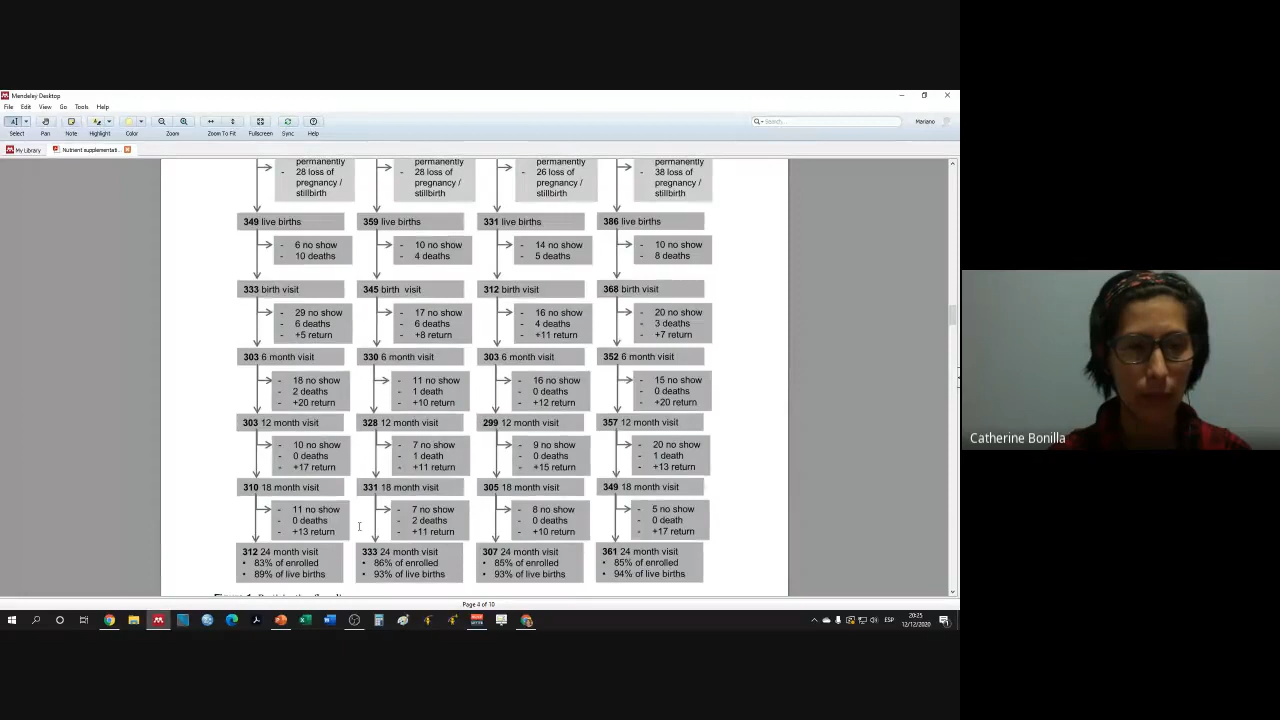 Mendeley Desktop
File Edit View Go Tools Help
Select Pan Note Highlight Color Zoom Zoom To Fit Fullscreen Sync Help
Search...
Mariano
My Library
Nutrient supplementati...
permanently permanently permanently permanently
- 28 loss of - 28 loss of - 26 loss of - 38 loss of
pregnancy / pregnancy / pregnancy / pregnancy /
stillbirth stillbirth stillbirth stillbirth
349 live births 359 live births 331 live births 386 live births
- 6 no show - 10 no show - 14 no show - 10 no show
- 10 deaths - 4 deaths - 5 deaths - 8 deaths
333 birth visit 345 birth visit 312 birth visit 368 birth visit
- 29 no show - 17 no show - 16 no show - 20 no show
- 6 deaths - 6 deaths - 4 deaths - 3 deaths
- +5 return - +8 return - +11 return - +7 return
303 6 month visit 330 6 month visit 303 6 month visit 352 6 month visit
- 18 no show - 11 no show - 16 no show - 15 no show
- 2 deaths - 1 death - 0 deaths - 0 deaths
- +20 return - +10 return - +12 return - +20 return
303 12 month visit 328 12 month visit 299 12 month visit 357 12 month visit
- 10 no show - 7 no show - 9 no show - 20 no show
- 0 deaths - 1 death - 0 deaths - 1 death
- +17 return - +11 return - +15 return - +13 return
310 18 month visit 331 18 month visit 305 18 month visit 349 18 month visit
- 11 no show - 7 no show - 8 no show - 5 no show
- 0 deaths - 2 deaths - 0 deaths - 0 death
- +13 return - +11 return - +10 return - +17 return
312 24 month visit 333 24 month visit 307 24 month visit 361 24 month visit
• 83% of enrolled • 86% of enrolled • 85% of enrolled • 85% of enrolled
• 89% of live births • 93% of live births • 93% of live births • 94% of live births
Page 4 of 10
ESP
20:25
12/12/2020
Catherine Bonilla